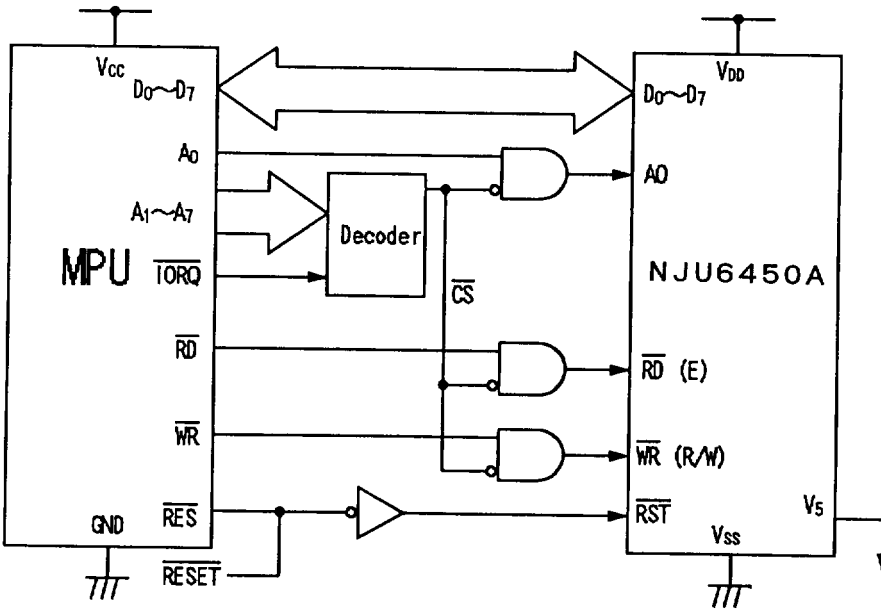 VCC
D0~D7
A0
A1~A7
MPU
IORQ
RD
WR
RES
GND
RESET
Decoder
CS
VDD
D0~D7
A0
NJU6450A
RD (E)
WR (R/W)
RST
V5
VSS